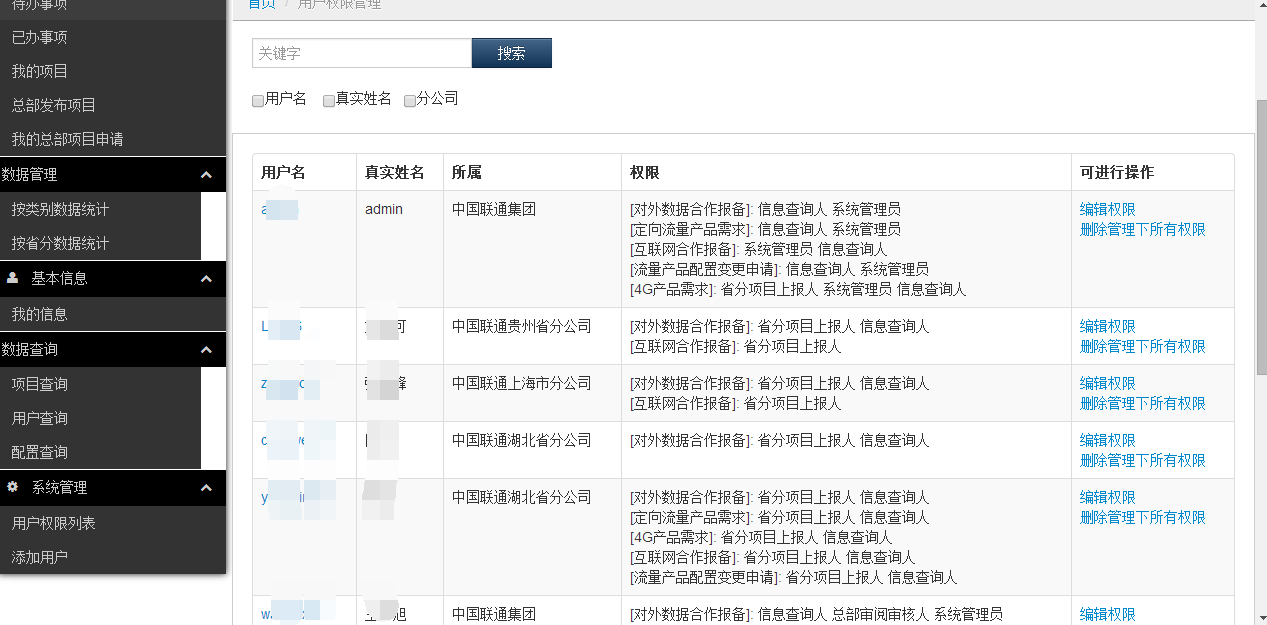 待办事项
已办事项
我的项目
总部发布项目
我的总部项目申请
数据管理
按类别数据统计
按省分数据统计
基本信息
我的信息
数据查询
项目查询
用户查询
配置查询
系统管理
用户权限列表
添加用户
首页 / 用户权限管理
关键字 搜索
用户名 真实姓名 分公司
用户名 真实姓名 所属 权限 可进行操作
admin 中国联通集团 [对外数据合作报备]: 信息查询人 系统管理员 编辑权限
[定向流量产品需求]: 信息查询人 系统管理员 删除管理下所有权限
[互联网合作报备]: 系统管理员 信息查询人
[流量产品配置变更申请]: 信息查询人 系统管理员
[4G产品需求]: 省分项目上报人 系统管理员 信息查询人
中国联通贵州省分公司 [对外数据合作报备]: 省分项目上报人 信息查询人 编辑权限
[互联网合作报备]: 省分项目上报人 删除管理下所有权限
中国联通上海市分公司 [对外数据合作报备]: 省分项目上报人 信息查询人 编辑权限
[互联网合作报备]: 省分项目上报人 删除管理下所有权限
中国联通湖北省分公司 [对外数据合作报备]: 省分项目上报人 信息查询人 编辑权限
删除管理下所有权限
中国联通湖北省分公司 [对外数据合作报备]: 省分项目上报人 信息查询人 编辑权限
[定向流量产品需求]: 省分项目上报人 信息查询人 删除管理下所有权限
[4G产品需求]: 省分项目上报人 信息查询人
[互联网合作报备]: 省分项目上报人 信息查询人
[流量产品配置变更申请]: 省分项目上报人 信息查询人
中国联通集团 [对外数据合作报备]: 信息查询人 总部审阅审核人 系统管理员 编辑权限